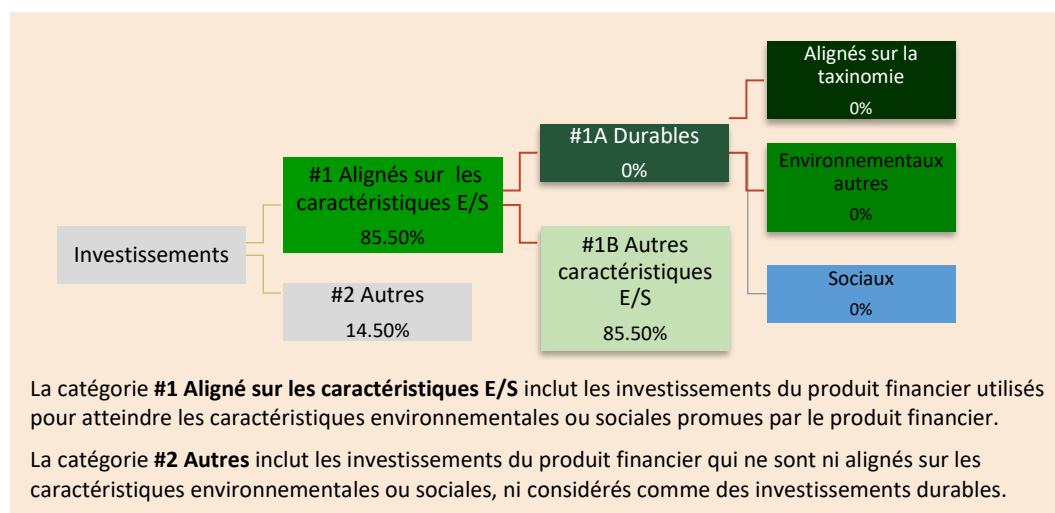 Alignés sur la
taxinomie
0%
#1A Durables
0%
Environnementaux
autres
0%
#1 Alignés sur les
caractéristiques E/S
85.50%
Investissements
#1B Autres
caractéristiques
E/S
85.50%
Sociaux
0%
#2 Autres
14.50%
La catégorie #1 Aligné sur les caractéristiques E/S inclut les investissements du produit financier utilisés
pour atteindre les caractéristiques environnementales ou sociales promues par le produit financier.
La catégorie #2 Autres inclut les investissements du produit financier qui ne sont ni alignés sur les
caractéristiques environnementales ou sociales, ni considérés comme des investissements durables.